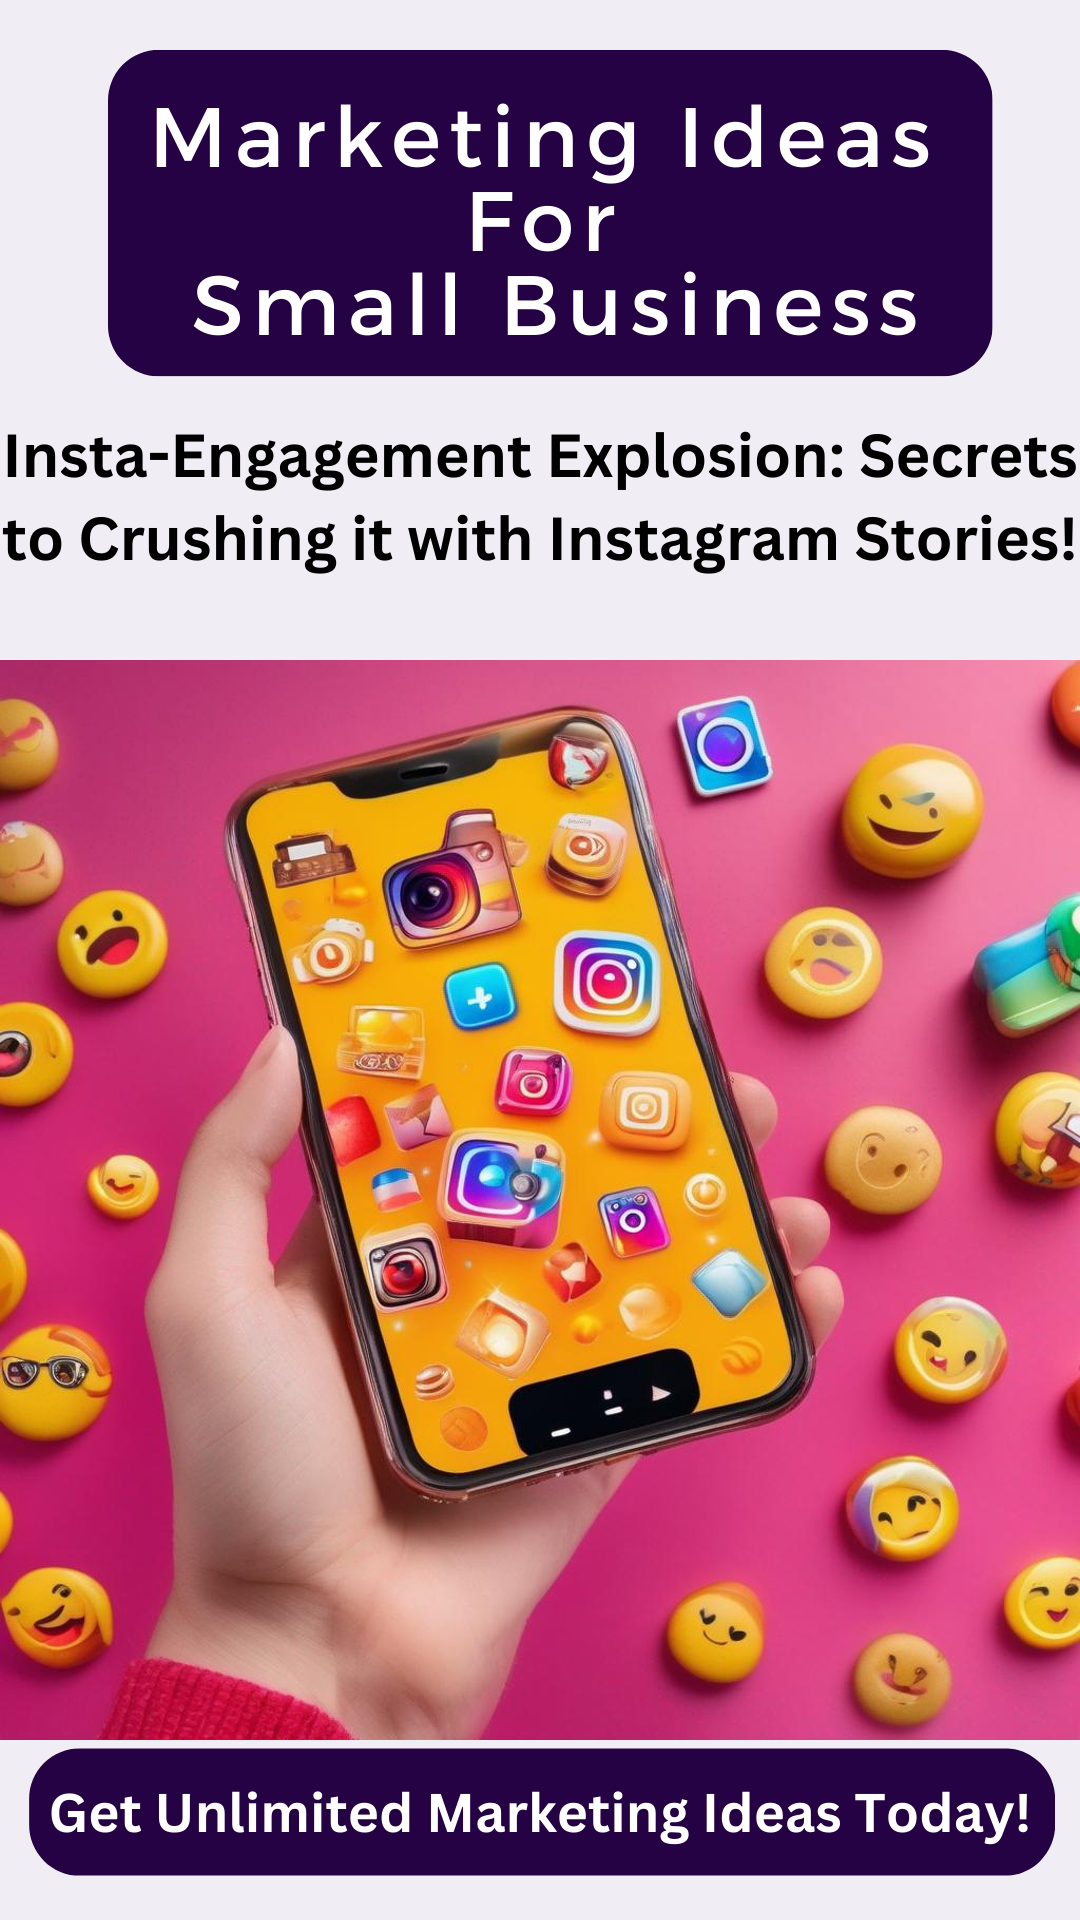 Marketing Ideas
For
Small Business
Insta-Engagement Explosion: Secrets
to Crushing it with Instagram Stories!
Get Unlimited Marketing Ideas Today!